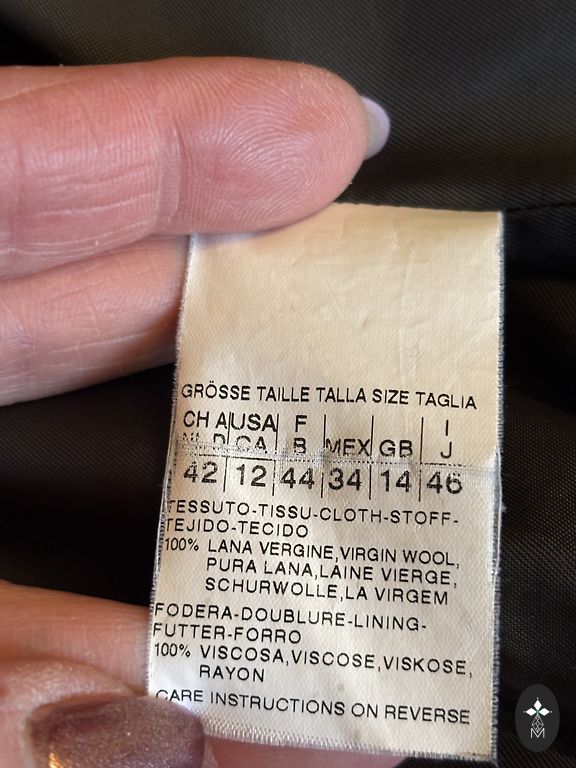 GRÖSSE TAILLE TALLA SIZE TAGLIA
CH A USA F I
NL D CA B MEX GB J
42 12 44 34 14 46
TESSUTO-TISSU-CLOTH-STOFF-
TEJIDO-TECIDO
100% LANA VERGINE,VIRGIN WOOL,
PURA LANA,LAINE VIERGE,
SCHURWOLLE,LA VIRGEM
FODERA-DOUBLURE-LINING-
FUTTER-FORRO
100% VISCOSA,VISCOSE,VISKOSE,
RAYON
CARE INSTRUCTIONS ON REVERSE
M